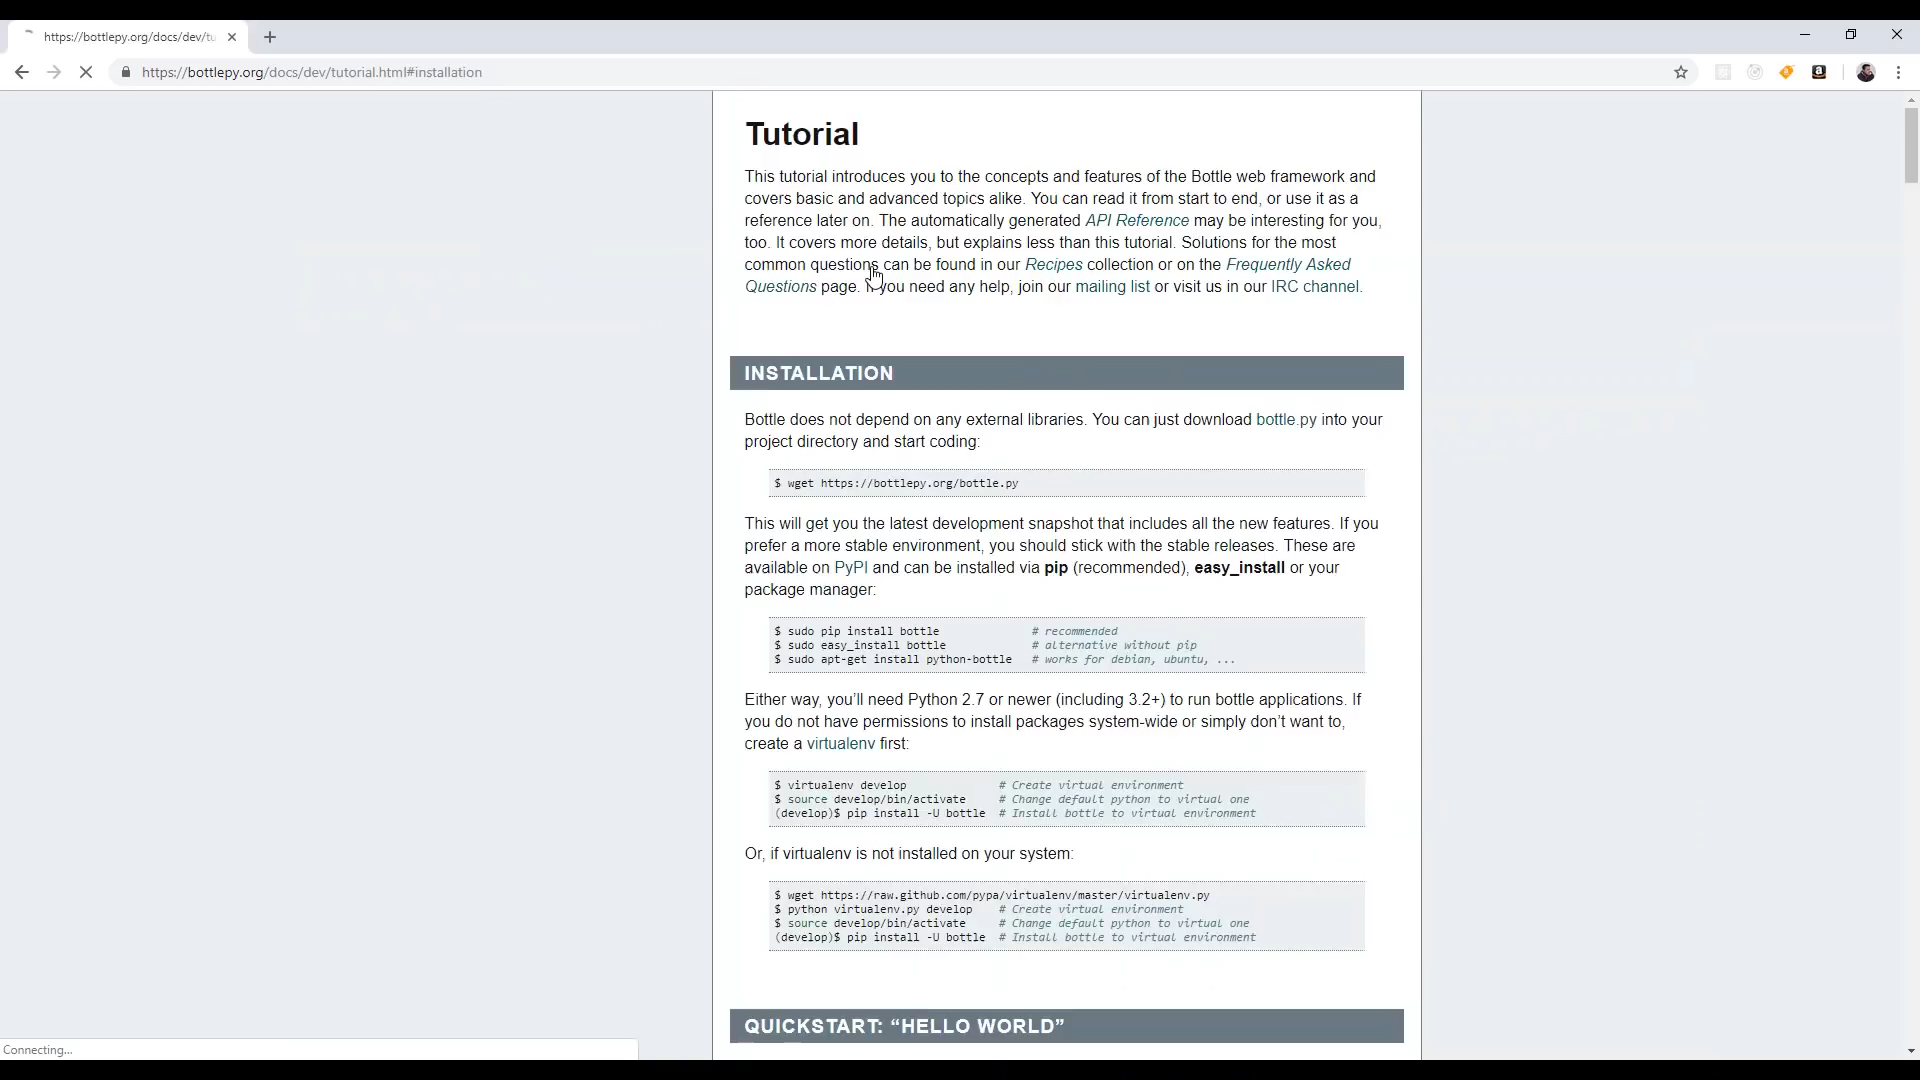 https://bottlepy.org/docs/dev/tu
https://bottlepy.org/docs/dev/tutorial.html#installation
Tutorial
This tutorial introduces you to the concepts and features of the Bottle web framework and
covers basic and advanced topics alike. You can read it from start to end, or use it as a
reference later on. The automatically generated API Reference may be interesting for you,
too. It covers more details, but explains less than this tutorial. Solutions for the most
common questions can be found in our Recipes collection or on the Frequently Asked
Questions page. If you need any help, join our mailing list or visit us in our IRC channel.
INSTALLATION
Bottle does not depend on any external libraries. You can just download bottle.py into your
project directory and start coding:
$ wget https://bottlepy.org/bottle.py
This will get you the latest development snapshot that includes all the new features. If you
prefer a more stable environment, you should stick with the stable releases. These are
available on PyPI and can be installed via pip (recommended), easy_install or your
package manager:
$ sudo pip install bottle # recommended
$ sudo easy_install bottle # alternative without pip
$ sudo apt-get install python-bottle # works for debian, ubuntu, ...
Either way, you’ll need Python 2.7 or newer (including 3.2+) to run bottle applications. If
you do not have permissions to install packages system-wide or simply don’t want to,
create a virtualenv first:
$ virtualenv develop # Create virtual environment
$ source develop/bin/activate # Change default python to virtual one
(develop)$ pip install -U bottle # Install bottle to virtual environment
Or, if virtualenv is not installed on your system:
$ wget https://raw.github.com/pypa/virtualenv/master/virtualenv.py
$ python virtualenv.py develop # Create virtual environment
$ source develop/bin/activate # Change default python to virtual one
(develop)$ pip install -U bottle # Install bottle to virtual environment
QUICKSTART: “HELLO WORLD”
Connecting...